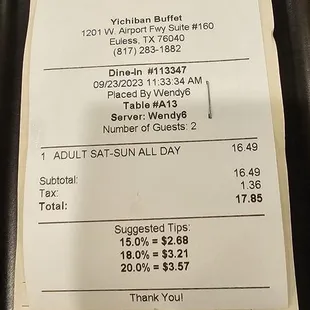 Yichiban Buffet
1201 W. Airport Fwy Suite #160
Euless, TX 76040
(817) 283-1882
Dine-In #113347
09/23/2023 11:33:34 AM
Placed By Wendy6
Table #A13
Server: Wendy6
Number of Guests: 2
1 ADULT SAT-SUN ALL DAY 16.49
Subtotal: 16.49
Tax: 1.36
Total: 17.85
Suggested Tips:
15.0% = $2.68
18.0% = $3.21
20.0% = $3.57
Thank You!